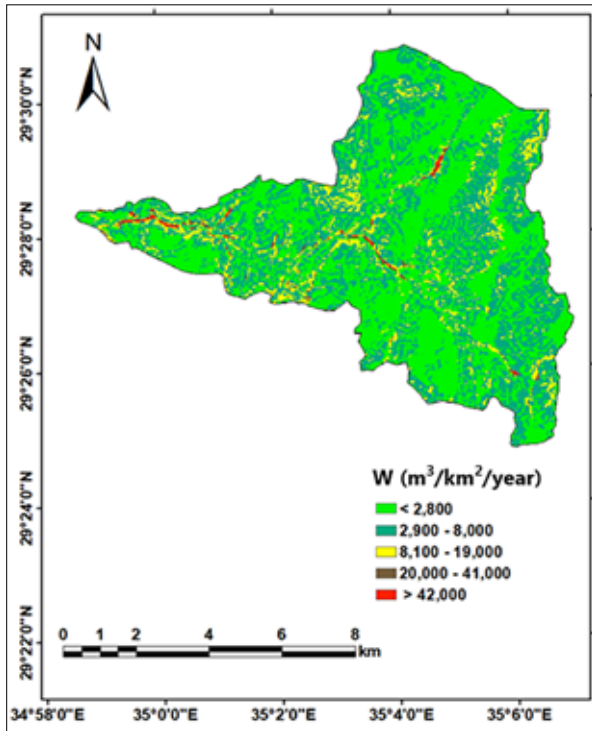 N
29°30'0"N
29°28'0"N
29°26'0"N
29°24'0"N
29°22'0"N
W (m³/km²/year)
< 2,800
2,900 - 8,000
8,100 - 19,000
20,000 - 41,000
> 42,000
0 1 2 4 6 8
km
34°58'0"E 35°0'0"E 35°2'0"E 35°4'0"E 35°6'0"E